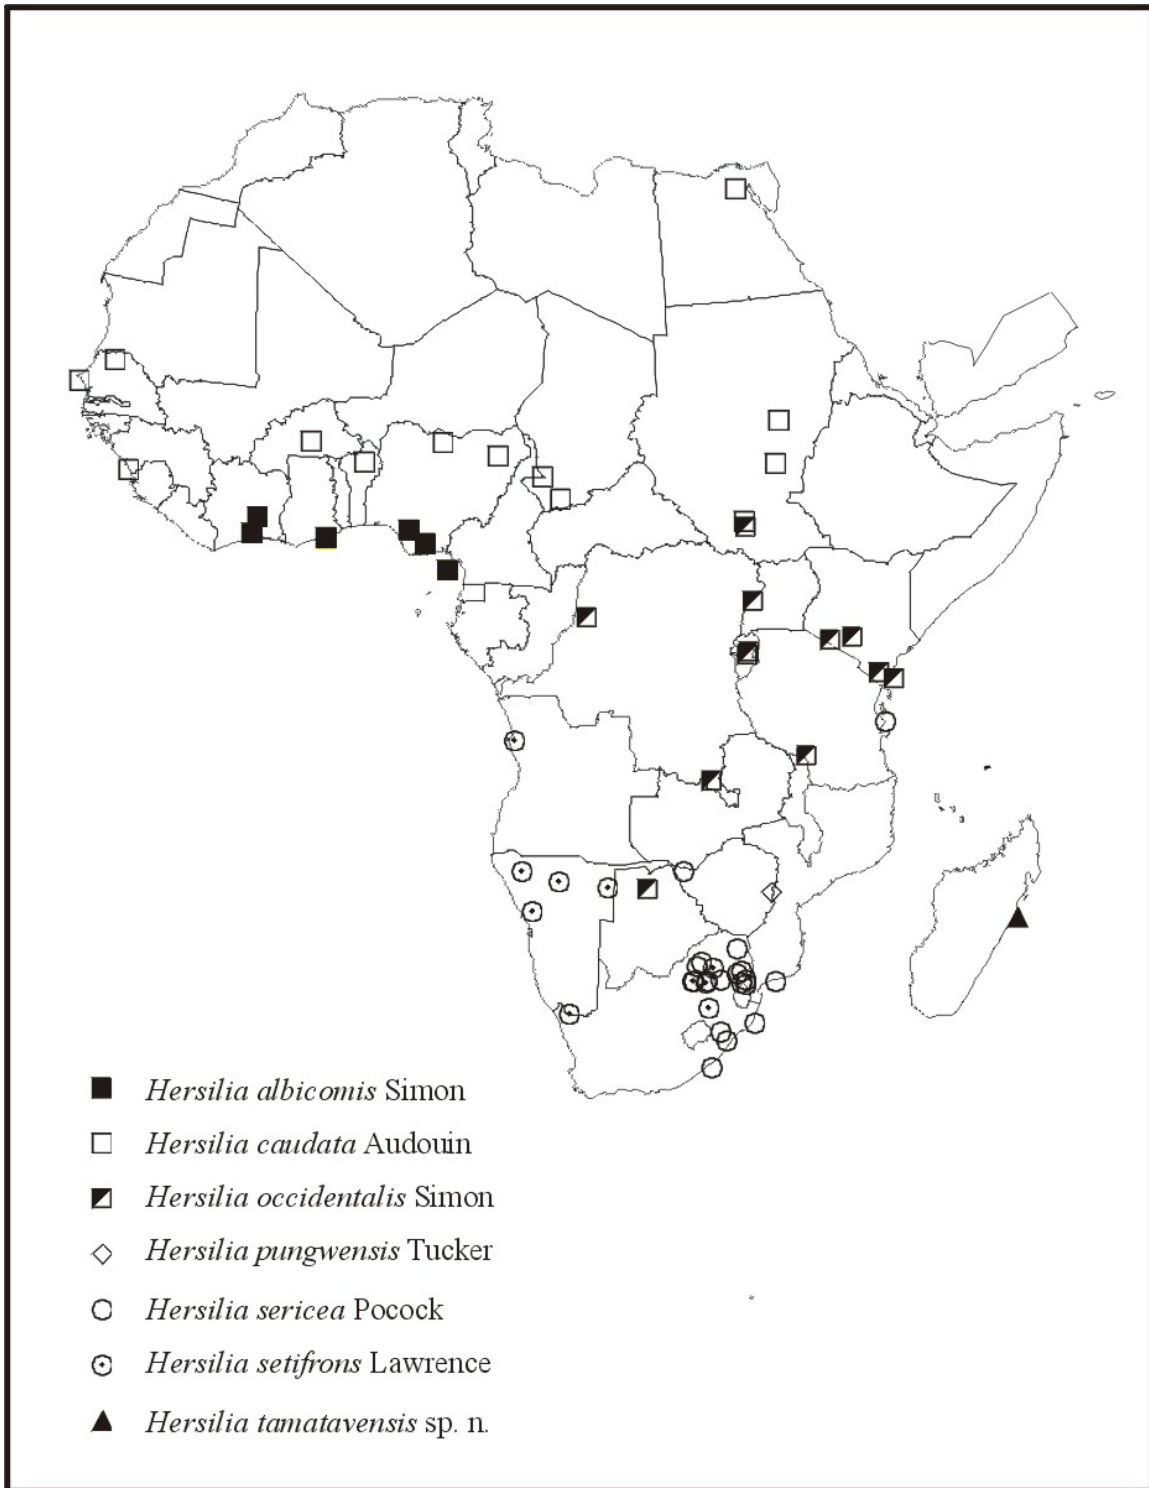 Hersilia albicomis Simon
Hersilia caudata Audouin
Hersilia occidentalis Simon
Hersilia pungwensis Tucker
Hersilia sericea Pocock
Hersilia setifrons Lawrence
Hersilia tamatavensis sp. n.